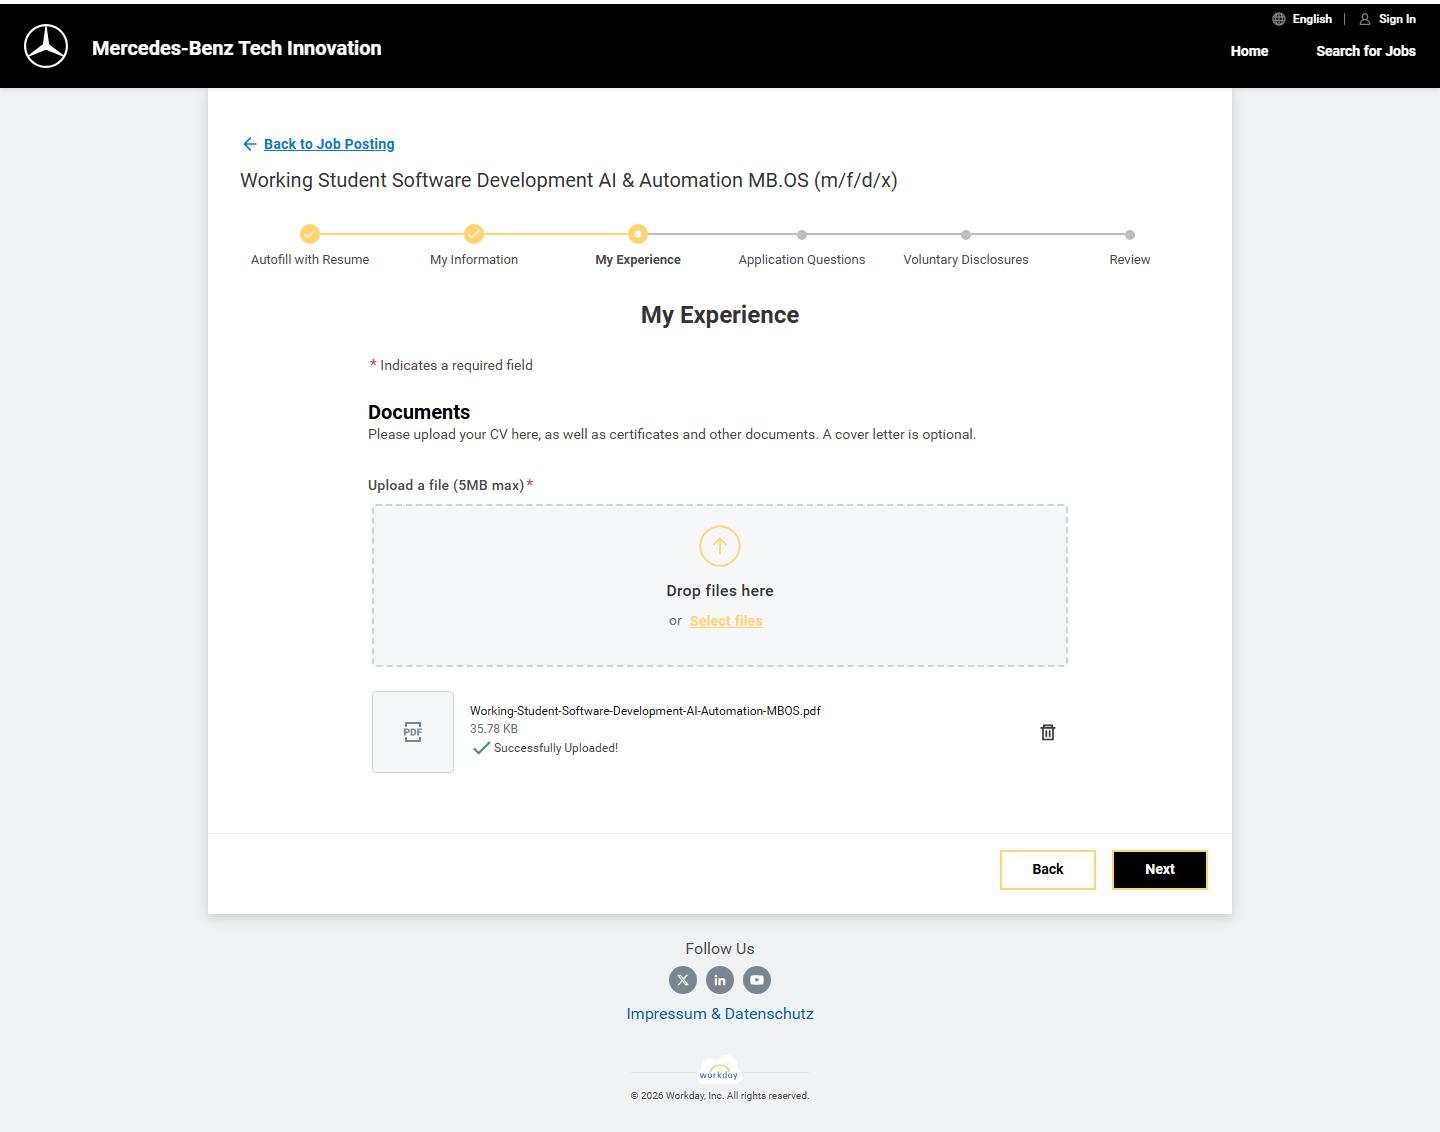 English
Sign In
Mercedes-Benz Tech Innovation
Home
Search for Jobs
Back to Job Posting
Working Student Software Development AI & Automation MB.OS (m/f/d/x)
Autofill with Resume
My Information
My Experience
Application Questions
Voluntary Disclosures
Review
My Experience
* Indicates a required field
Documents
Please upload your CV here, as well as certificates and other documents. A cover letter is optional.
Upload a file (5MB max)*
Drop files here
or Select files
PDF
Working-Student-Software-Development-AI-Automation-MBOS.pdf
35.78 KB
Successfully Uploaded!
Back
Next
Follow Us
Impressum & Datenschutz
workday
© 2026 Workday, Inc. All rights reserved.